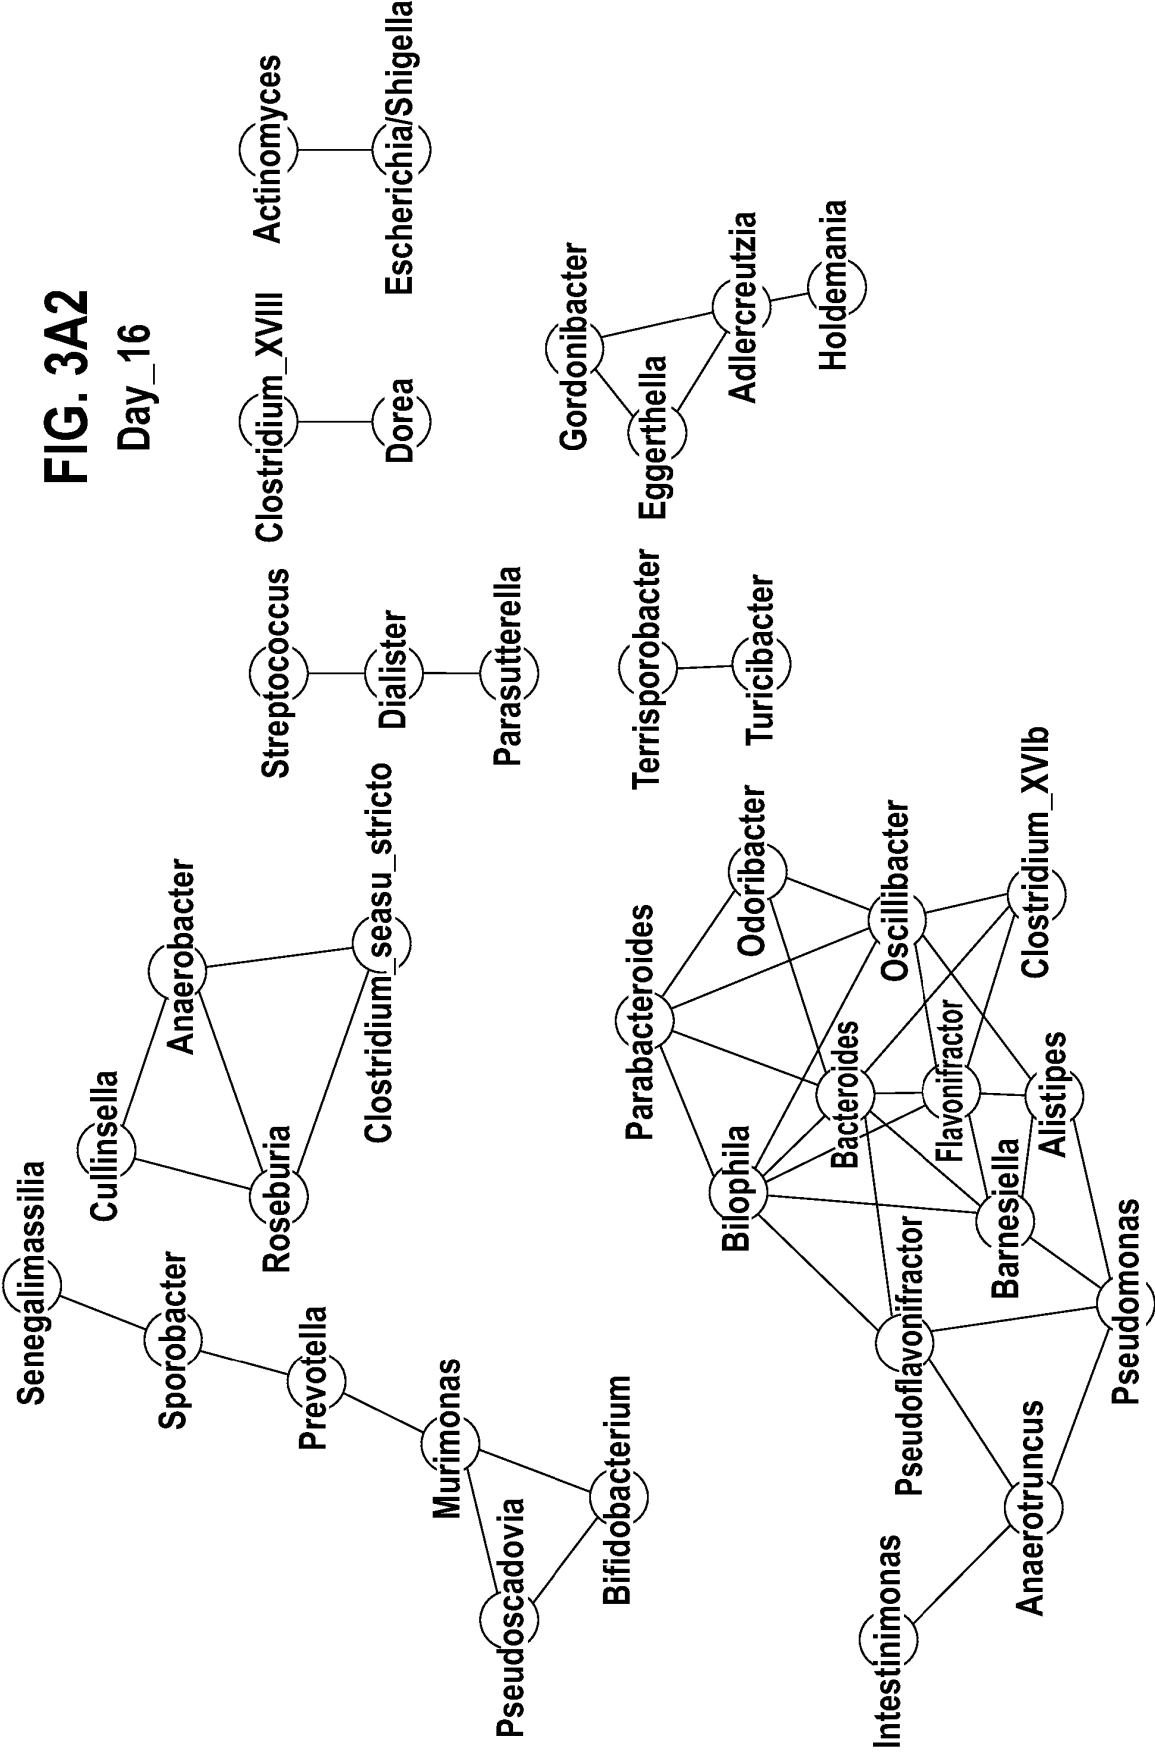 FIG. 3A2
Day_16
Senegalimassilia
Sporobacter
Prevotella
Murimonas
Pseudoscadovia
Bifidobacterium
Cullinsella
Anaerobacter
Roseburia
Clostridium_seasu_stricto
Streptococcus
Dialister
Parasutterella
Clostridium_XVIII
Dorea
Actinomyces
Escherichia/Shigella
Intestinimonas
Anaerotruncus
Pseudoflavonifractor
Pseudomonas
Bilophila
Barnesiella
Parabacteroides
Bacteroides
Flavonifractor
Alistipes
Odoribacter
Oscillibacter
Clostridium_XVIb
Terrisporobacter
Turicibacter
Gordonibacter
Eggerthella
Adlercreutzia
Holdemania